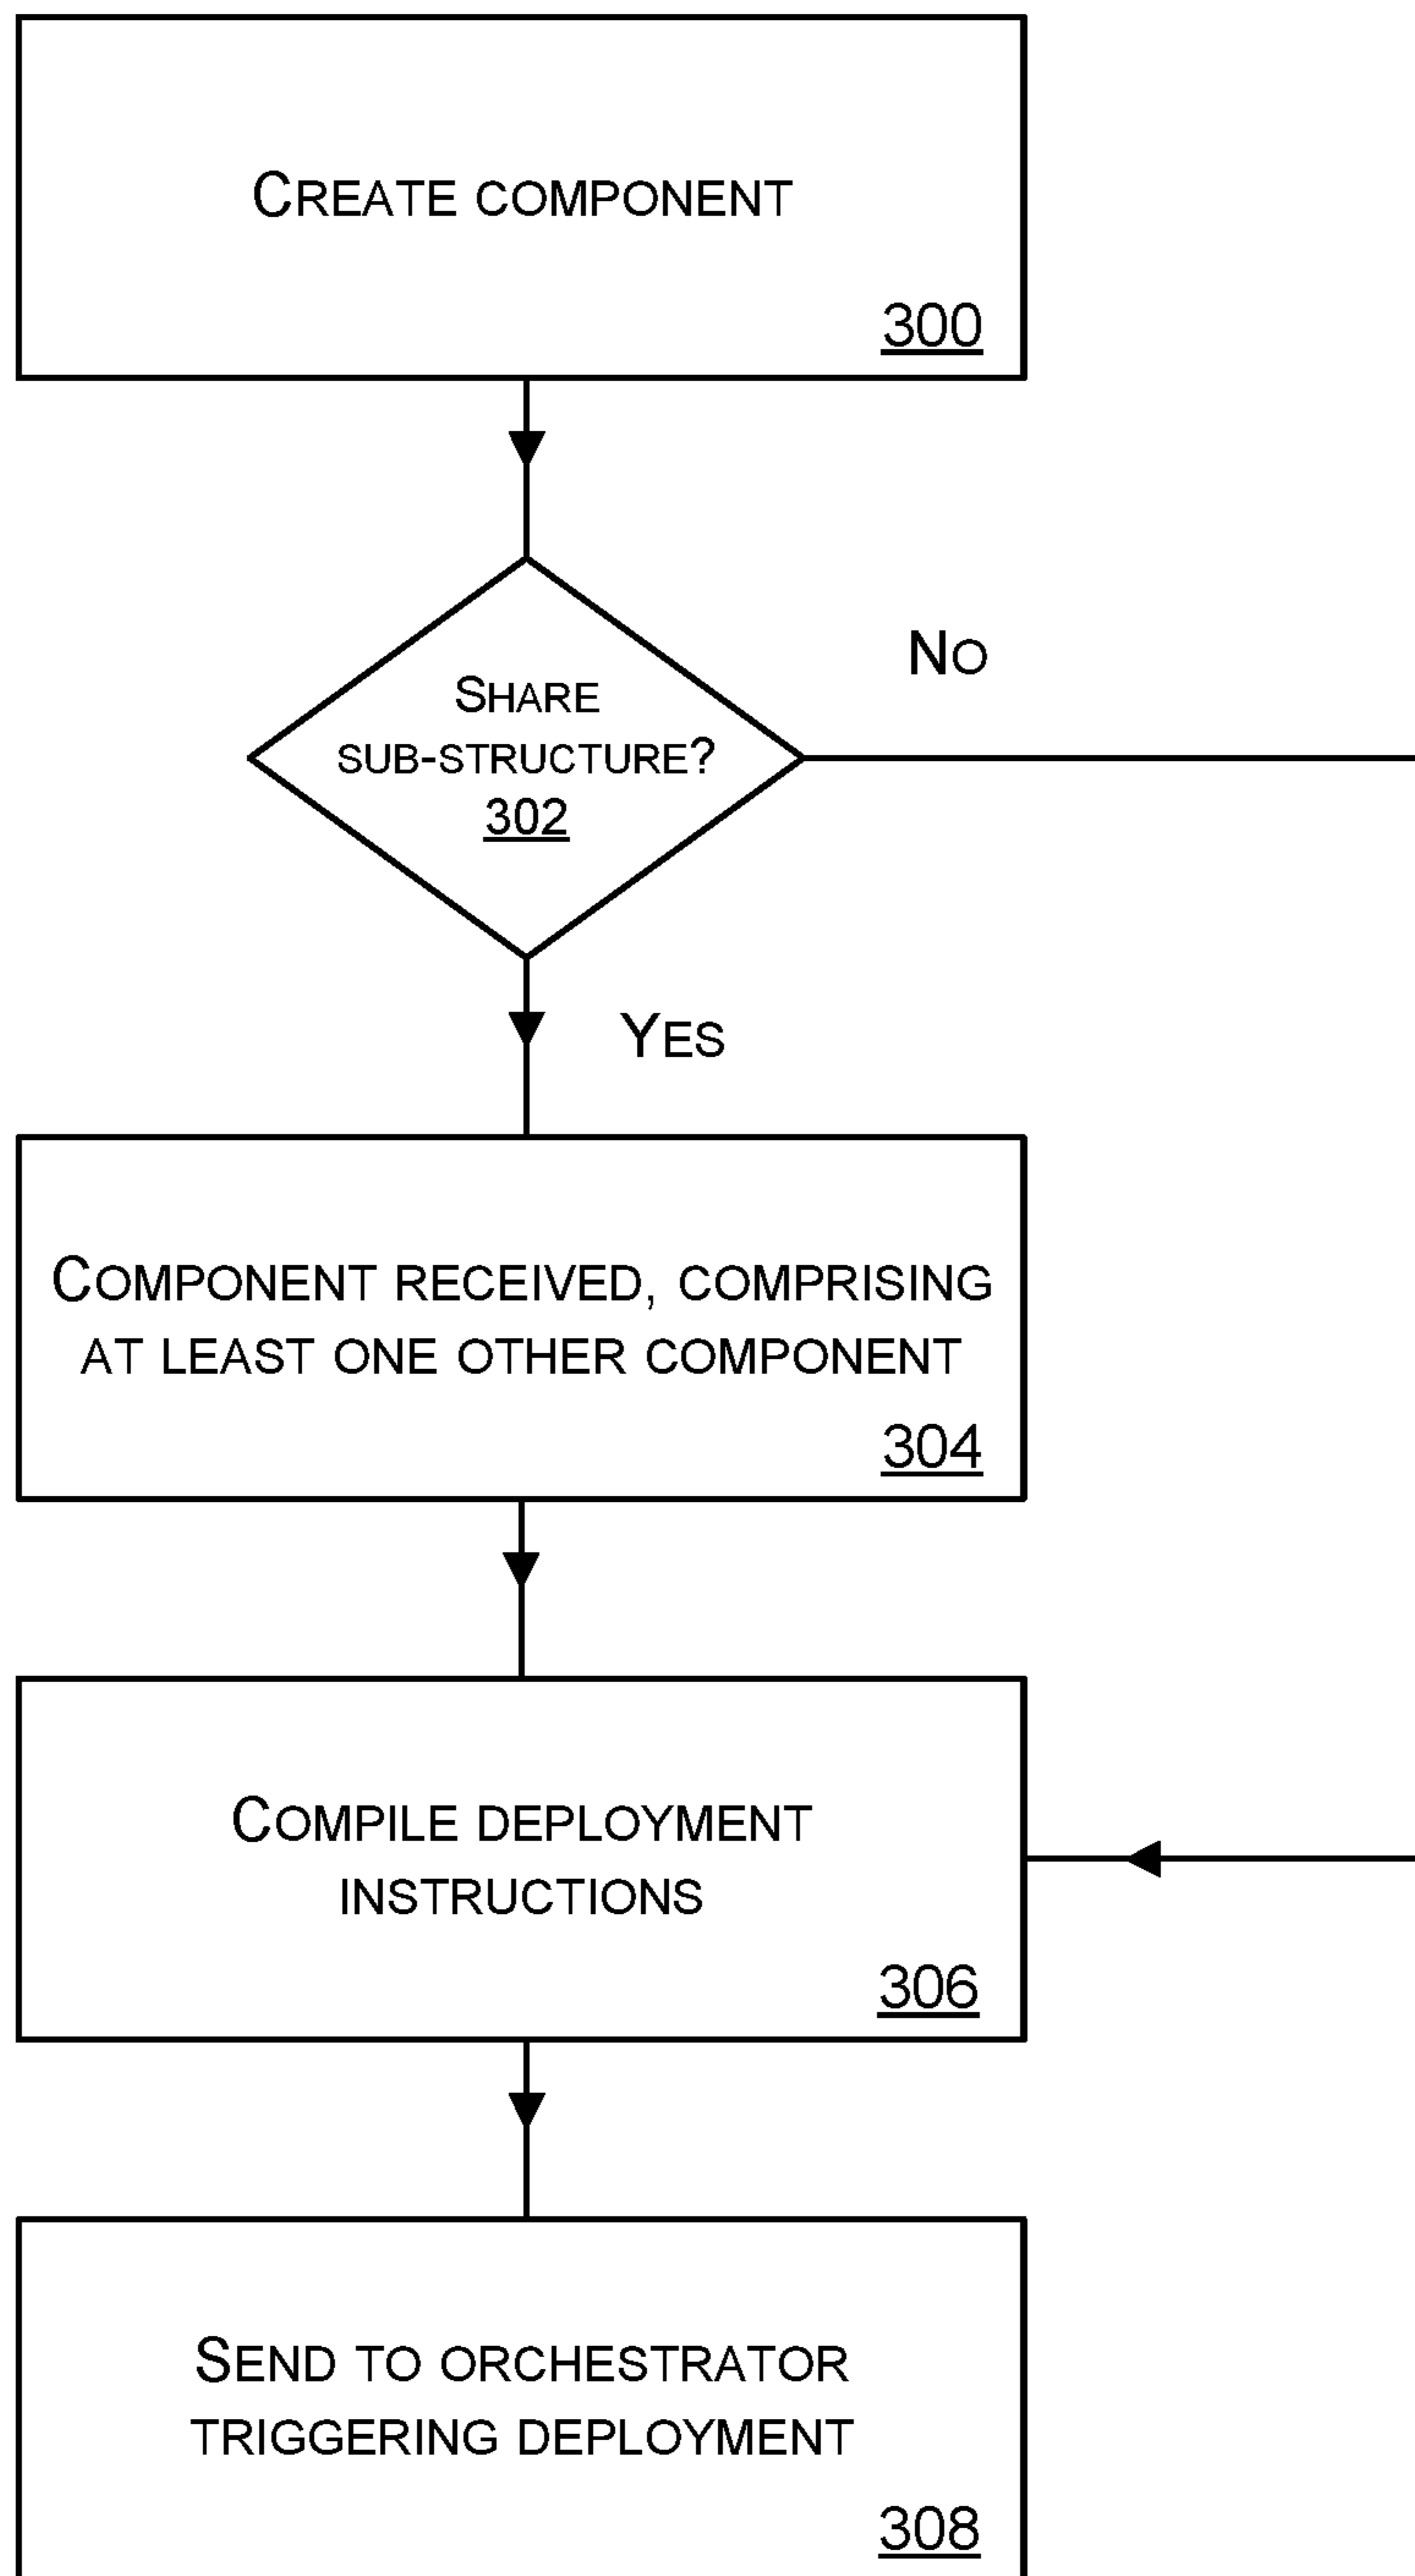 CREATE COMPONENT
300
SHARE
SUB-STRUCTURE?
302
NO
YES
COMPONENT RECEIVED, COMPRISING
AT LEAST ONE OTHER COMPONENT
304
COMPILE DEPLOYMENT
INSTRUCTIONS
306
SEND TO ORCHESTRATOR
TRIGGERING DEPLOYMENT
308